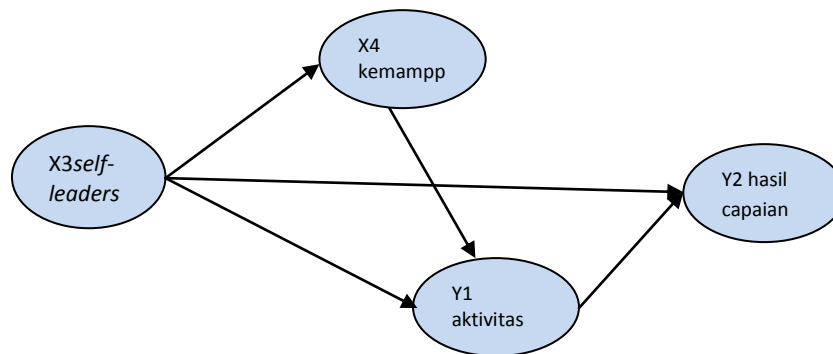 X4
kemampp
X3self-
leaders
Y2 hasil
capaian
Y1
aktivitas